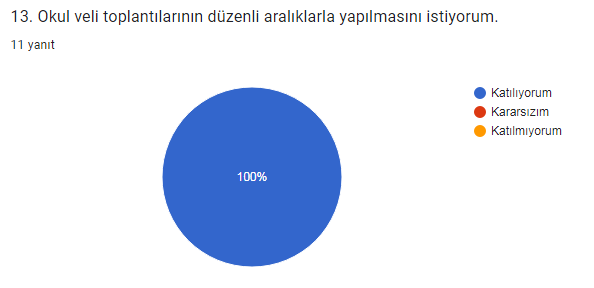 13. Okul veli toplantılarının düzenli aralıklarla yapılmasını istiyorum.
11 yanıt
Katılıyorum
Kararsızım
Katılmıyorum
100%